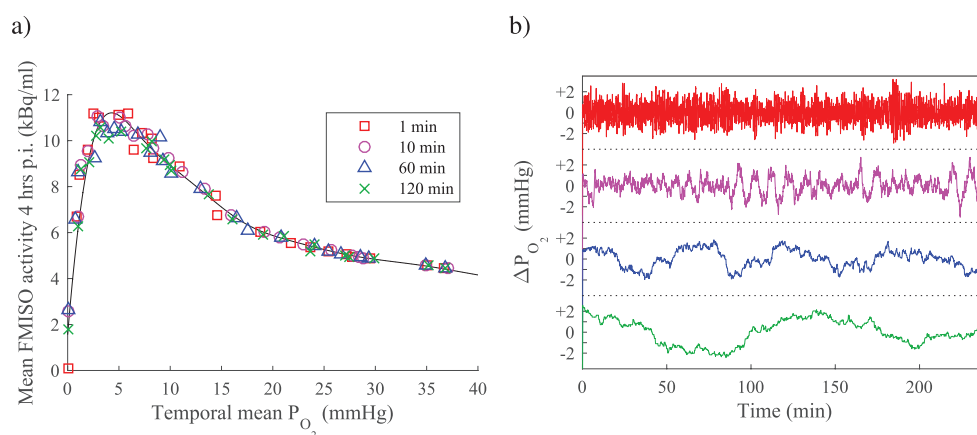 a)
Mean FMISO activity 4 hrs p.i. (kBq/ml)
12
10
8
6
4
2
0
0 5 10 15 20 25 30 35 40
Temporal mean P_O₂ (mmHg)
1 min
10 min
60 min
120 min
b)
ΔP_O₂ (mmHg)
+2
0
-2
+2
0
-2
+2
0
-2
+2
0
-2
0 50 100 150 200
Time (min)